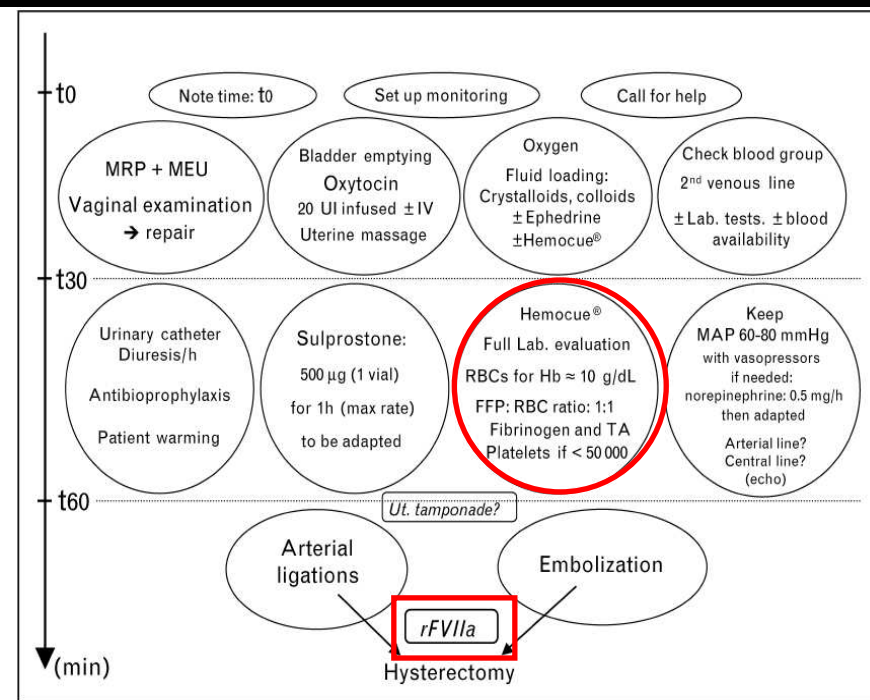 t0
Note time: t0
Set up monitoring
Call for help
MRP + MEU
Vaginal examination
➔ repair
Bladder emptying
Oxytocin
20 UI infused ± IV
Uterine massage
Oxygen
Fluid loading:
Crystalloids, colloids
± Ephedrine
±Hemocue®
Check blood group
2nd venous line
± Lab. tests. ± blood
availability
t30
Urinary catheter
Diuresis/h
Antibioprophylaxis
Patient warming
Sulprostone:
500 µg (1 vial)
for 1h (max rate)
to be adapted
Hemocue®
Full Lab. evaluation
RBCs for Hb ≈ 10 g/dL
FFP: RBC ratio: 1:1
Fibrinogen and TA
Platelets if < 50 000
Keep
MAP 60-80 mmHg
with vasopressors
if needed:
norepinephrine: 0.5 mg/h
then adapted
Arterial line?
Central line?
(echo)
t60
Ut. tamponade?
Arterial
ligations
Embolization
rFVIIa
Hysterectomy
(min)